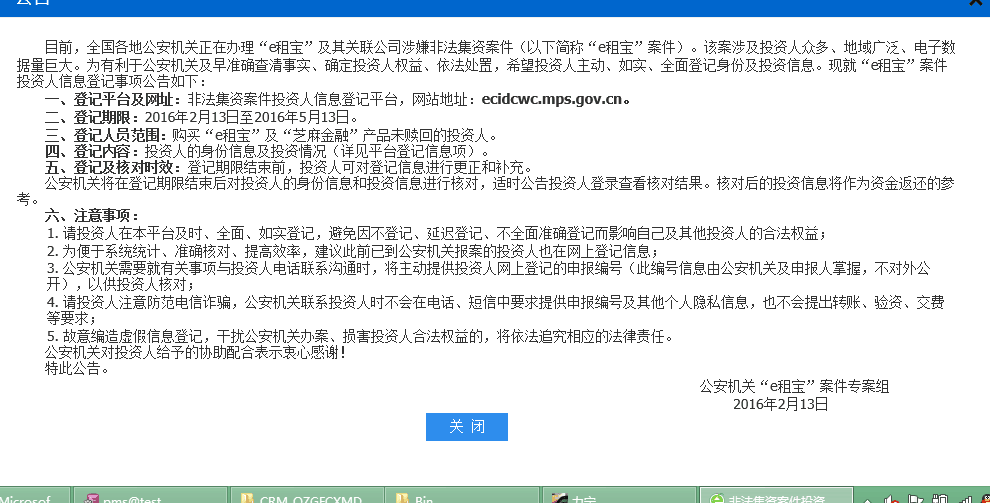 公告
目前，全国各地公安机关正在办理“e租宝”及其关联公司涉嫌非法集资案件（以下简称“e租宝”案件）。该案涉及投资人众多、地域广泛、电子数
据量巨大。为有利于公安机关及早准确查清事实、确定投资人权益、依法处置，希望投资人主动、如实、全面登记身份及投资信息。现就“e租宝”案件
投资人信息登记事项公告如下：
一、登记平台及网址：非法集资案件投资人信息登记平台，网站地址：ecidcwc.mps.gov.cn。
二、登记期限：2016年2月13日至2016年5月13日。
三、登记人员范围：购买“e租宝”及“芝麻金融”产品未赎回的投资人。
四、登记内容：投资人的身份信息及投资情况（详见平台登记信息项）。
五、登记及核对时效：登记期限结束前，投资人可对登记信息进行更正和补充。
公安机关将在登记期限结束后对投资人的身份信息和投资信息进行核对，适时公告投资人登录查看核对结果。核对后的投资信息将作为资金返还的参
考。
六、注意事项：
1. 请投资人在本平台及时、全面、如实登记，避免因不登记、延迟登记、不全面准确登记而影响自己及其他投资人的合法权益；
2. 为便于系统统计、准确核对、提高效率，建议此前已到公安机关报案的投资人也在网上登记信息；
3. 公安机关需要就有关事项与投资人电话联系沟通时，将主动提供投资人网上登记的申报编号（此编号信息由公安机关及申报人掌握，不对外公
开），以供投资人核对；
4. 请投资人注意防范电信诈骗，公安机关联系投资人时不会在电话、短信中要求提供申报编号及其他个人隐私信息，也不会提出转账、验资、交费
等要求；
5. 故意编造虚假信息登记，干扰公安机关办案、损害投资人合法权益的，将依法追究相应的法律责任。
公安机关对投资人给予的协助配合表示衷心感谢！
特此公告。
公安机关“e租宝”案件专案组
2016年2月13日
关 闭
Microsof
pms@test
CRM_QZGFCXMD
Bin
非法集资案件投资